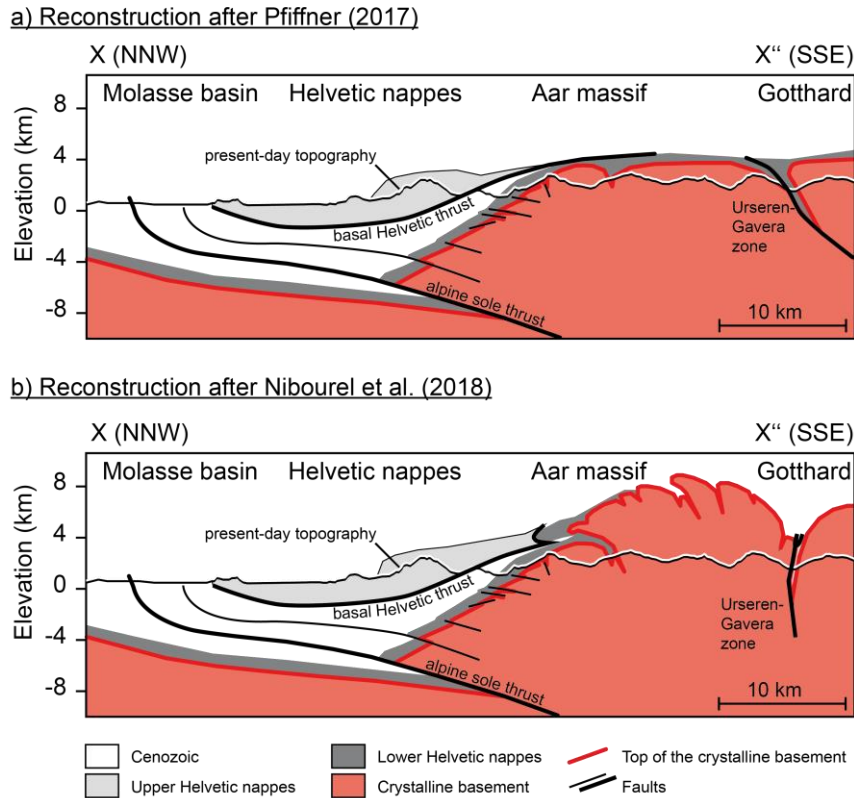 a) Reconstruction after Pfiffner (2017)
X (NNW)
X“ (SSE)
Molasse basin
Helvetic nappes
Aar massif
Gotthard
Elevation (km)
8
4
0
-4
-8
present-day topography
basal Helvetic thrust
alpine sole thrust
Urseren-
Gavera
zone
10 km
b) Reconstruction after Nibourel et al. (2018)
X (NNW)
X“ (SSE)
Molasse basin
Helvetic nappes
Aar massif
Gotthard
Elevation (km)
8
4
0
-4
-8
present-day topography
basal Helvetic thrust
alpine sole thrust
Urseren-
Gavera
zone
10 km
Cenozoic
Lower Helvetic nappes
Top of the crystalline basement
Upper Helvetic nappes
Crystalline basement
Faults